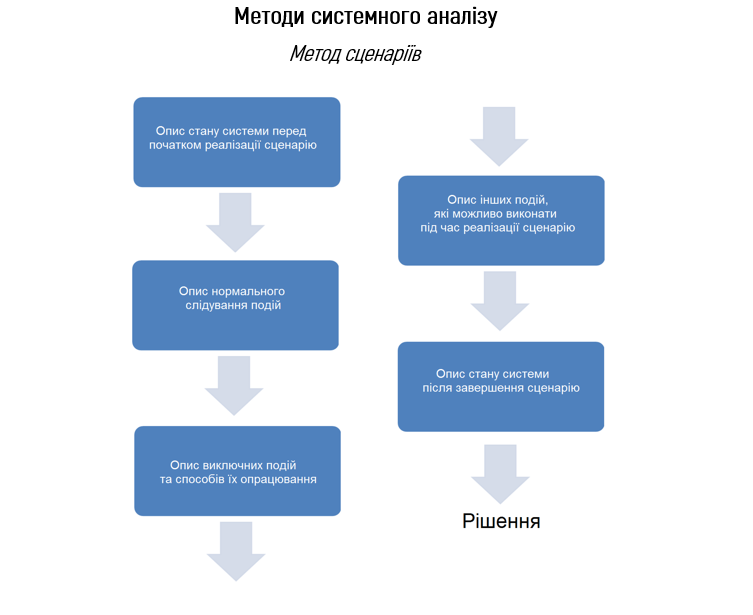 Методи системного аналізу
Метод сценаріїв
Опис стану системи перед
початком реалізації сценарію
Опис нормального
слідування подій
Опис виключних подій
та способів їх опрацювання
Опис інших подій,
які можливо виконати
під час реалізації сценарію
Опис стану системи
після завершення сценарію
Рішення